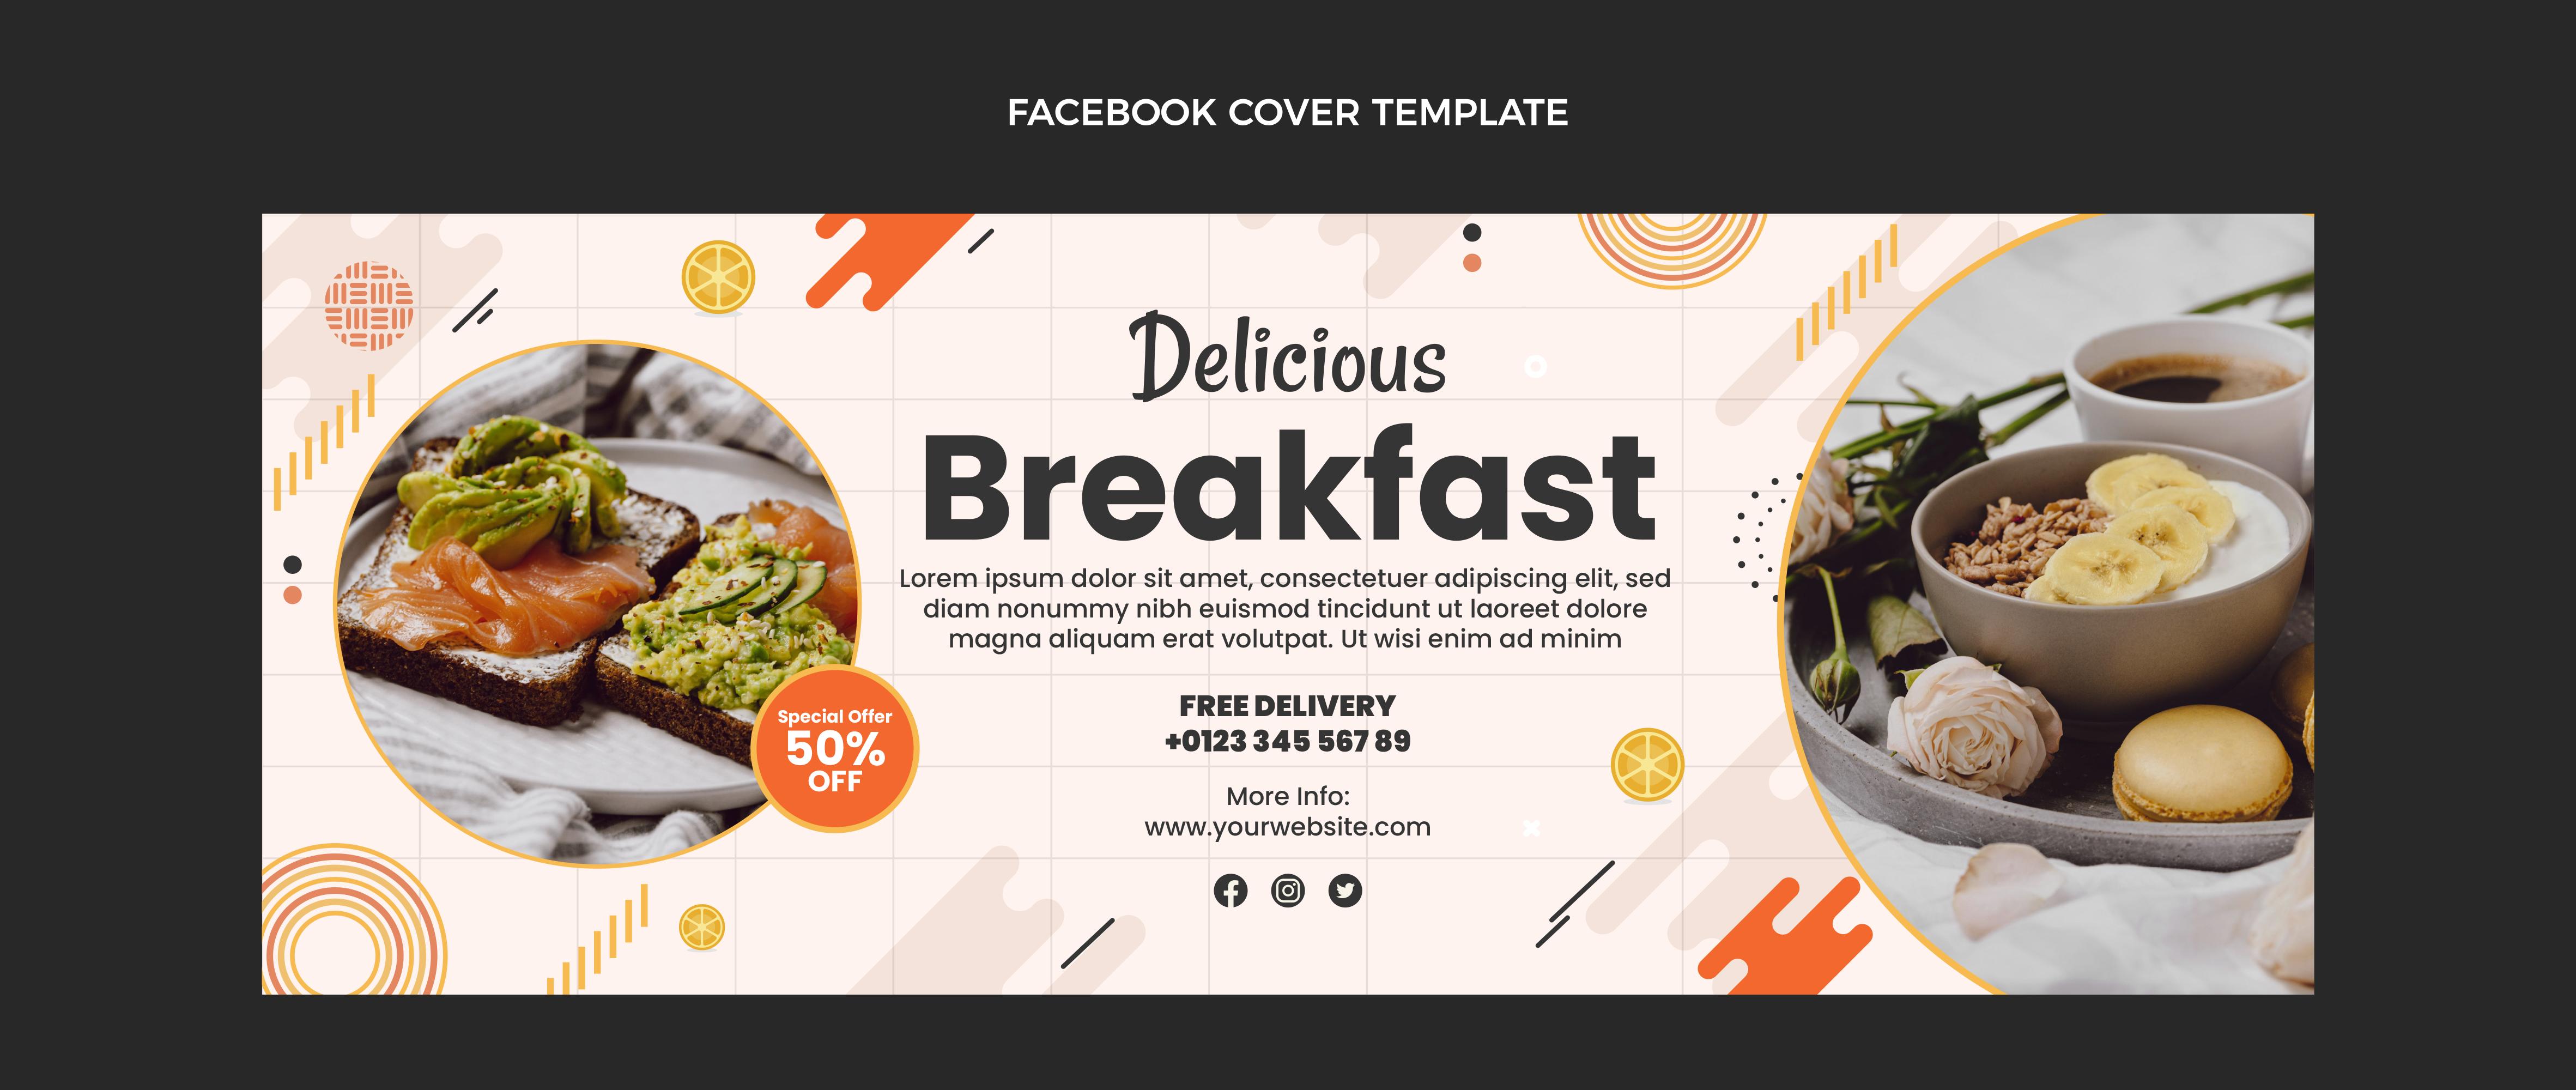 FACEBOOK COVER TEMPLATE
Delicious
Breakfast
Lorem ipsum dolor sit amet, consectetuer adipiscing elit, sed
diam nonummy nibh euismod tincidunt ut laoreet dolore
magna aliquam erat volutpat. Ut wisi enim ad minim
Special Offer
50%
OFF
FREE DELIVERY
+0123 345 567 89
More Info:
www.yourwebsite.com